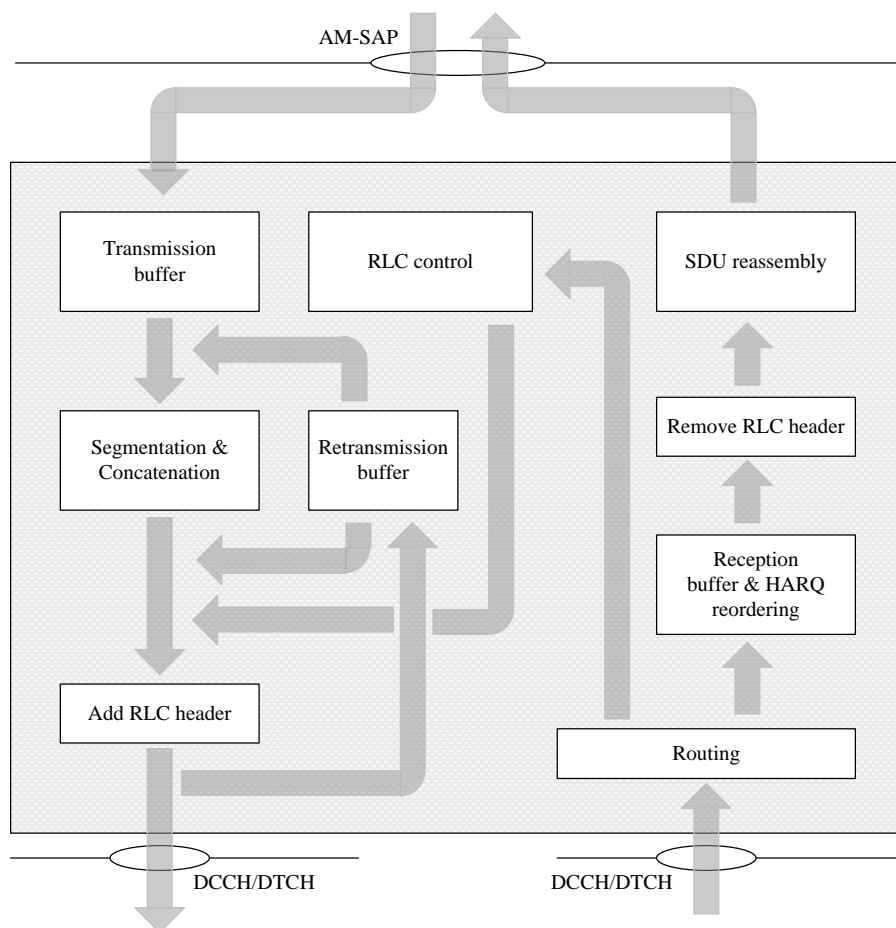 AM-SAP
Transmission
buffer
RLC control
SDU reassembly
Segmentation &
Concatenation
Retransmission
buffer
Remove RLC header
Reception
buffer & HARQ
reordering
Add RLC header
Routing
DCCH/DTCH
DCCH/DTCH